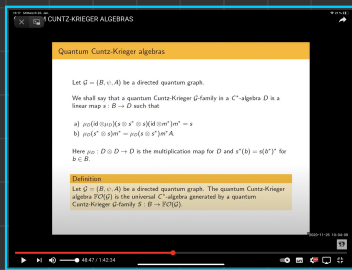 M CUNTZ-KRIEGER ALGEBRAS
Quantum Cuntz-Krieger algebras
Let 𝒢 = (B, ψ, A) be a directed quantum graph.
We shall say that a quantum Cuntz-Krieger 𝒢-family in a C*-algebra D is a
linear map s : B → D such that
a) μ_D(id ⊗μ_D)(s ⊗ s* ⊗ s)(id ⊗m*)m* = s
b) μ_D(s* ⊗ s)m* = μ_D(s ⊗ s*)m*A.
Here μ_D : D ⊗ D → D is the multiplication map for D and s*(b) = s(b*)* for
b ∈ B.
Definition
Let 𝒢 = (B, ψ, A) be a directed quantum graph. The quantum Cuntz-Krieger
algebra 𝔽𝒪(𝒢) is the universal C*-algebra generated by a quantum
Cuntz-Krieger 𝒢-family S : B → 𝔽𝒪(𝒢).
48:47 / 1:42:34